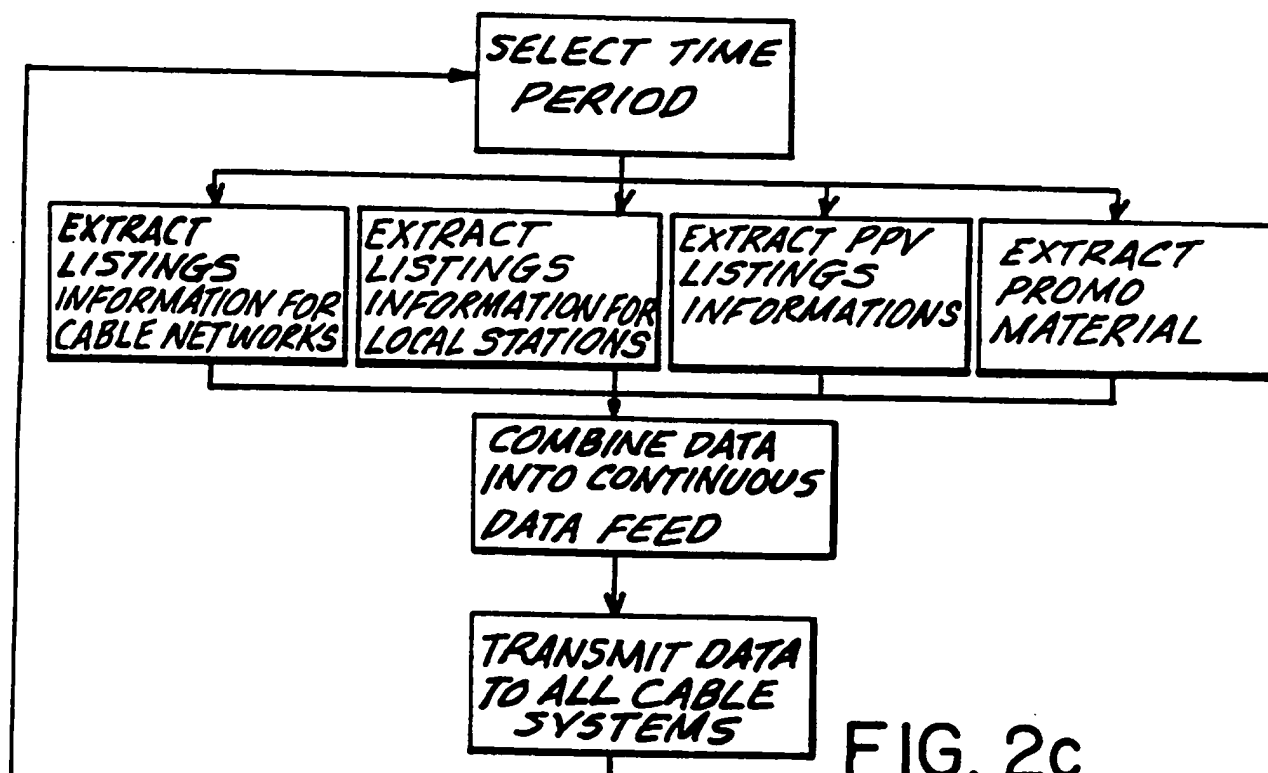 SELECT TIME
PERIOD
EXTRACT
LISTINGS
INFORMATION FOR
CABLE NETWORKS
EXTRACT
LISTINGS
INFORMATION FOR
LOCAL STATIONS
EXTRACT PPV
LISTINGS
INFORMATIONS
EXTRACT
PROMO
MATERIAL
COMBINE DATA
INTO CONTINUOUS
DATA FEED
TRANSMIT DATA
TO ALL CABLE
SYSTEMS
FIG. 2c